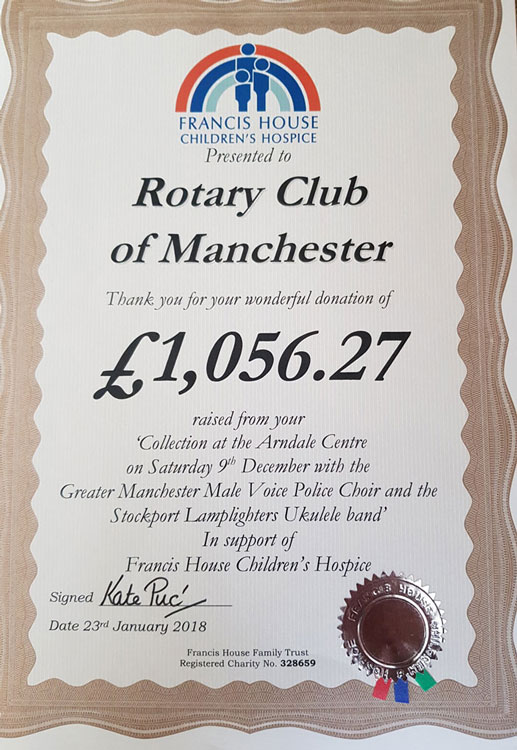 FRANCIS HOUSE
CHILDREN'S HOSPICE
Presented to
Rotary Club
of Manchester
Thank you for your wonderful donation of
£1,056.27
raised from your
'Collection at the Arndale Centre
on Saturday 9th December with the
Greater Manchester Male Voice Police Choir and the
Stockport Lamplighters Ukulele band'
In support of
Francis House Children's Hospice
Signed Kate Puc
Date 23rd January 2018
Francis House Family Trust
Registered Charity No. 328659